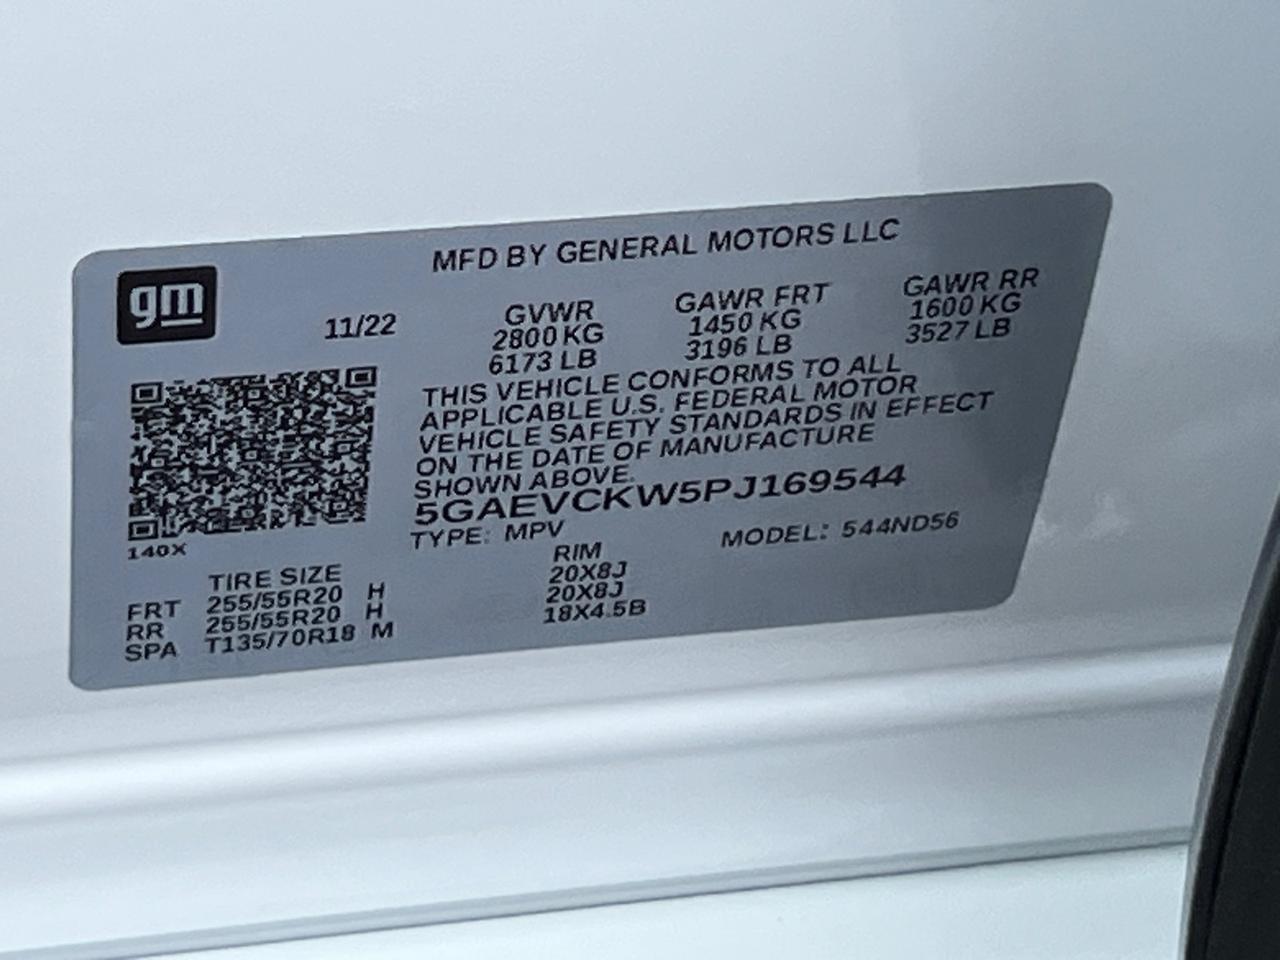 MFD BY GENERAL MOTORS LLC
gm
11/22
GVWR GAWR FRT GAWR RR
2800 KG 1450 KG 1600 KG
6173 LB 3196 LB 3527 LB
THIS VEHICLE CONFORMS TO ALL
APPLICABLE U.S. FEDERAL MOTOR
VEHICLE SAFETY STANDARDS IN EFFECT
ON THE DATE OF MANUFACTURE
SHOWN ABOVE.
5GAEVCKW5PJ169544
140X
TYPE: MPV MODEL: 544ND56
TIRE SIZE RIM
FRT 255/55R20 H 20X8J
RR 255/55R20 H 20X8J
SPA T135/70R18 M 18X4.5B